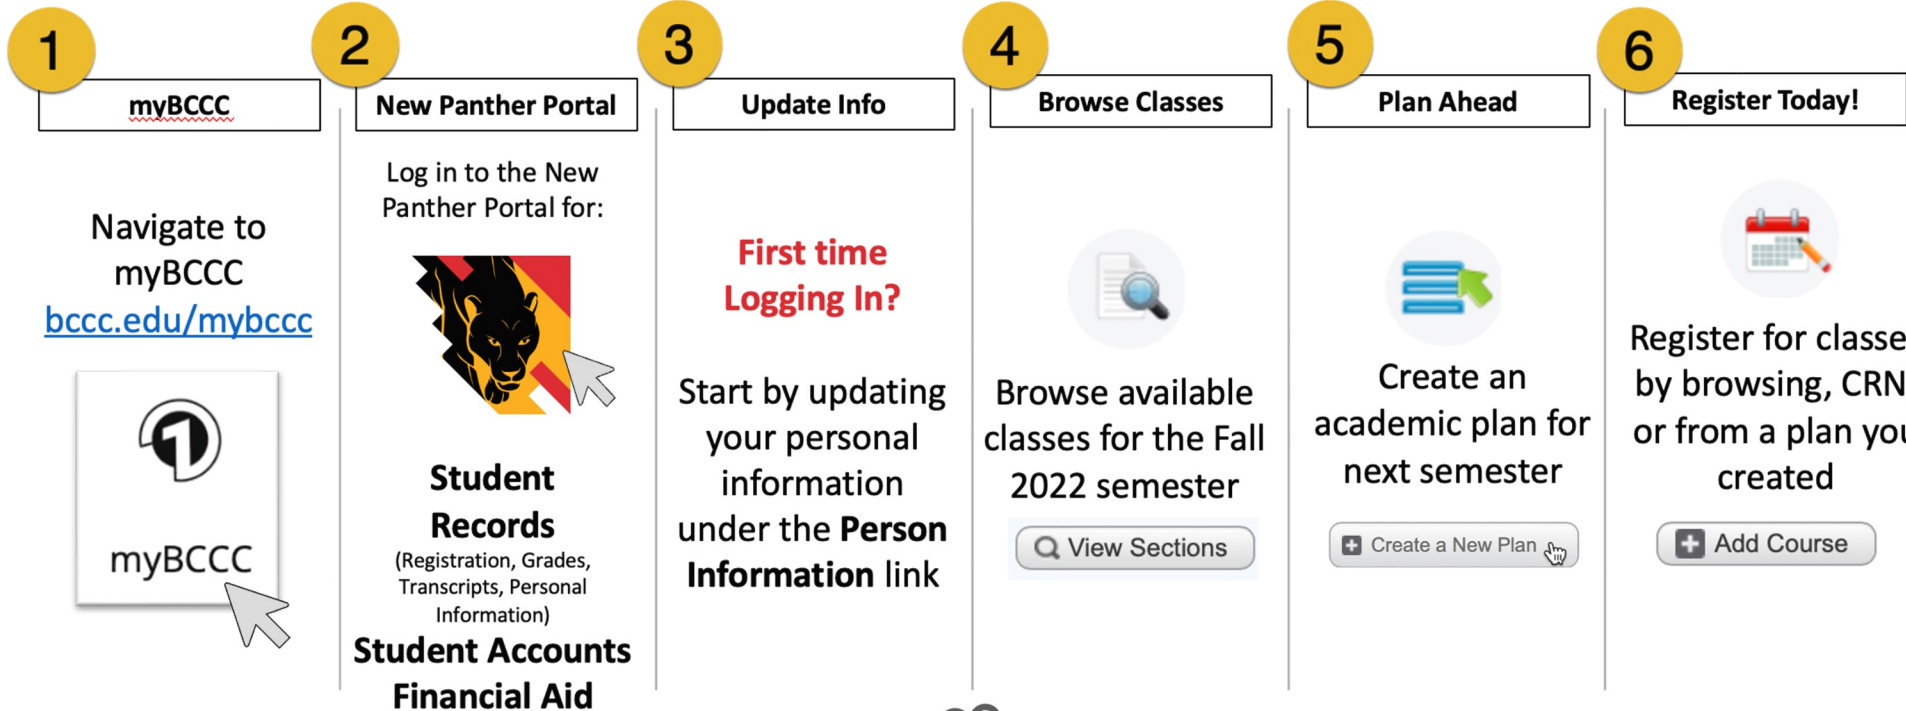 1
myBCCC
Navigate to
myBCCC
bccc.edu/mybccc
myBCCC
2
New Panther Portal
Log in to the New
Panther Portal for:
Student
Records
(Registration, Grades,
Transcripts, Personal
Information)
Student Accounts
Financial Aid
3
Update Info
First time
Logging In?
Start by updating
your personal
information
under the Person
Information link
4
Browse Classes
Browse available
classes for the Fall
2022 semester
View Sections
5
Plan Ahead
Create an
academic plan for
next semester
Create a New Plan
6
Register Today!
Register for classe
by browsing, CRN
or from a plan you
created
Add Course